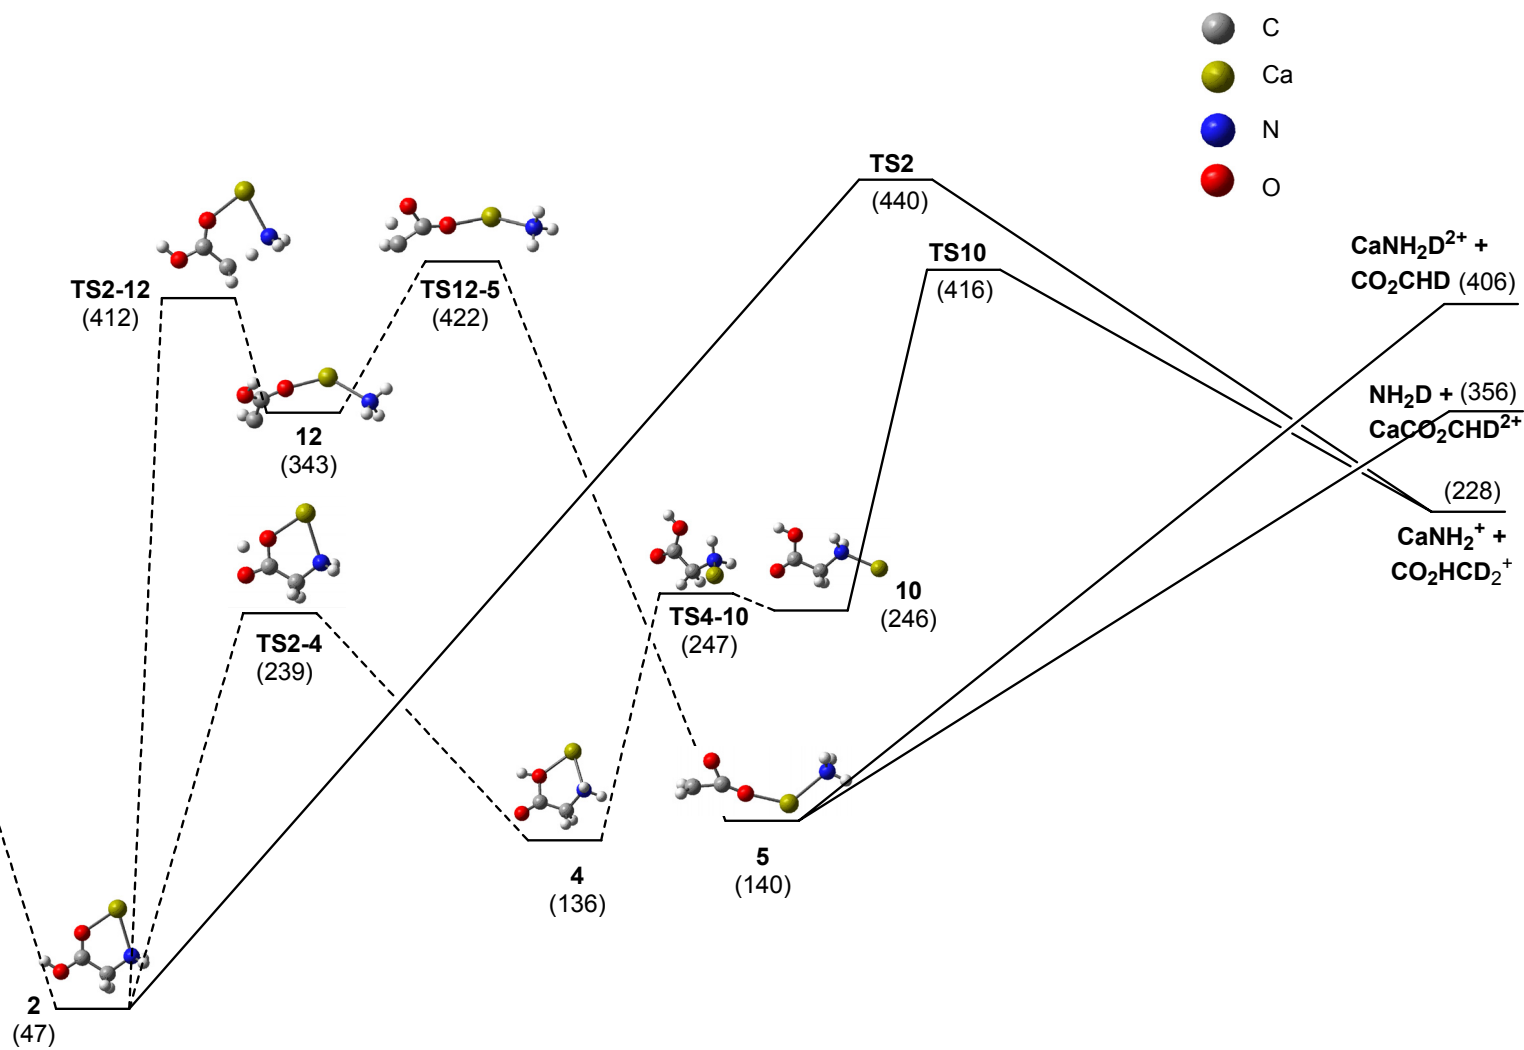 C
Ca
N
O
TS2
(440)
TS10
(416)
CaNH₂D²⁺ +
CO₂CHD (406)
TS2-12
(412)
TS12-5
(422)
NH₂D + (356)
CaCO₂CHD²⁺
12
(343)
(228)
CaNH₂⁺ +
CO₂HCD₂⁺
10
(246)
TS4-10
(247)
TS2-4
(239)
4
(136)
5
(140)
2
(47)